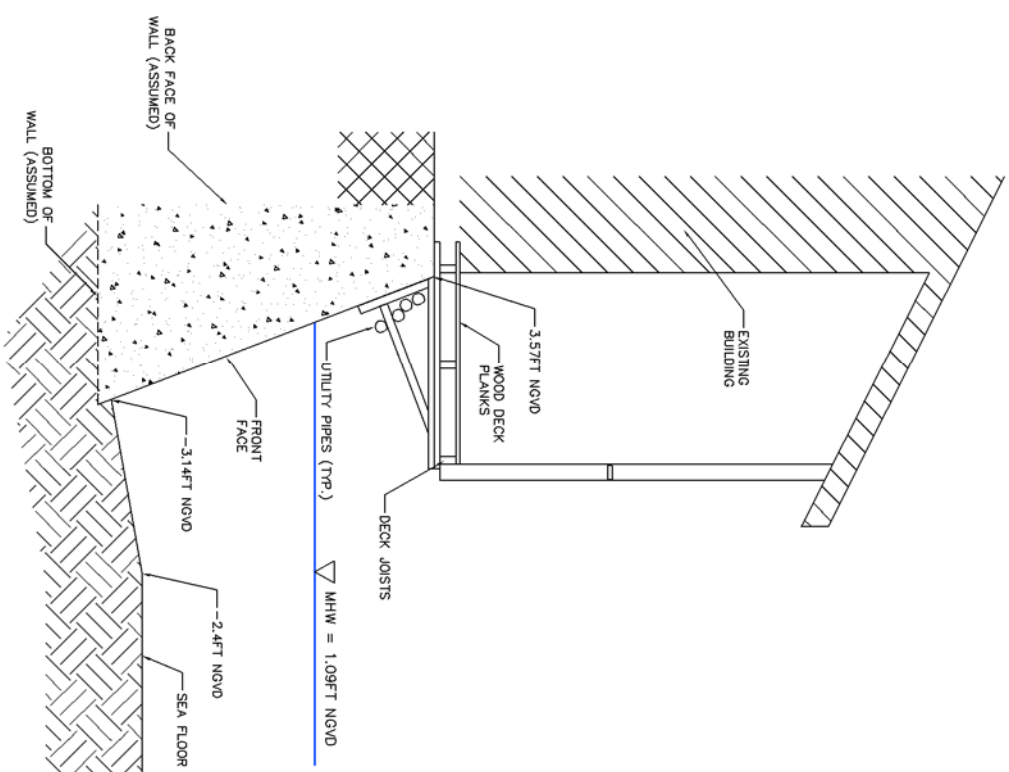 EXISTING
BUILDING
3.57FT NGVD
WOOD DECK
PLANKS
DECK JOISTS
UTILITY PIPES (TYP.)
MHW = 1.09FT NGVD
FRONT
FACE
-3.14FT NGVD
-2.4FT NGVD
SEA FLOOR
BACK FACE OF
WALL (ASSUMED)
BOTTOM OF
WALL (ASSUMED)